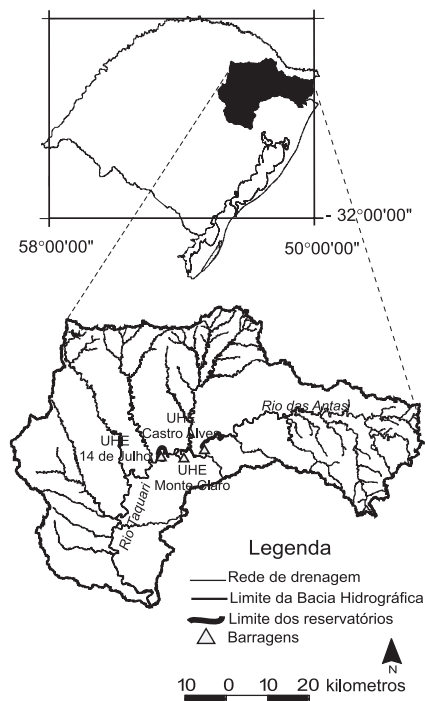 - 32°00'00"
58°00'00"
50°00'00"
Rio das Antas
UHE
Castro Alves
UHE
14 de Julho
UHE
Monte Claro
Rio Taquari
Legenda
Rede de drenagem
Limite da Bacia Hidrográfica
Limite dos reservatórios
Barragens
N
10 0 10 20 kilometros